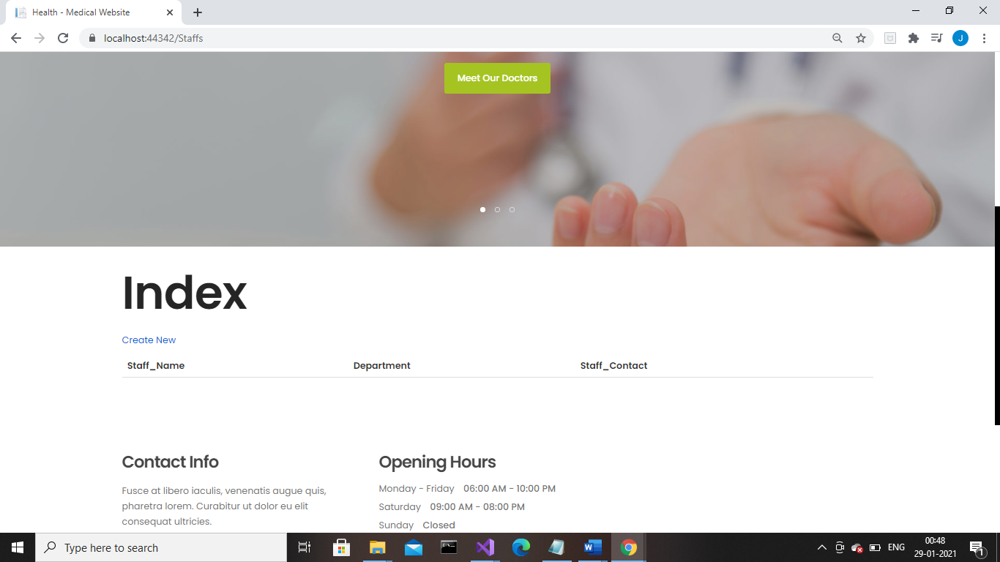 Health - Medical Website
localhost:44342/Staffs
J
Meet Our Doctors
Index
Create New
Staff_Name Department Staff_Contact
Contact Info
Fusce at libero iaculis, venenatis augue quis,
pharetra lorem. Curabitur ut dolor eu elit
consequat ultricies.
Opening Hours
Monday - Friday 06:00 AM - 10:00 PM
Saturday 09:00 AM - 08:00 PM
Sunday Closed
Type here to search
ENG
00:48
29-01-2021
1